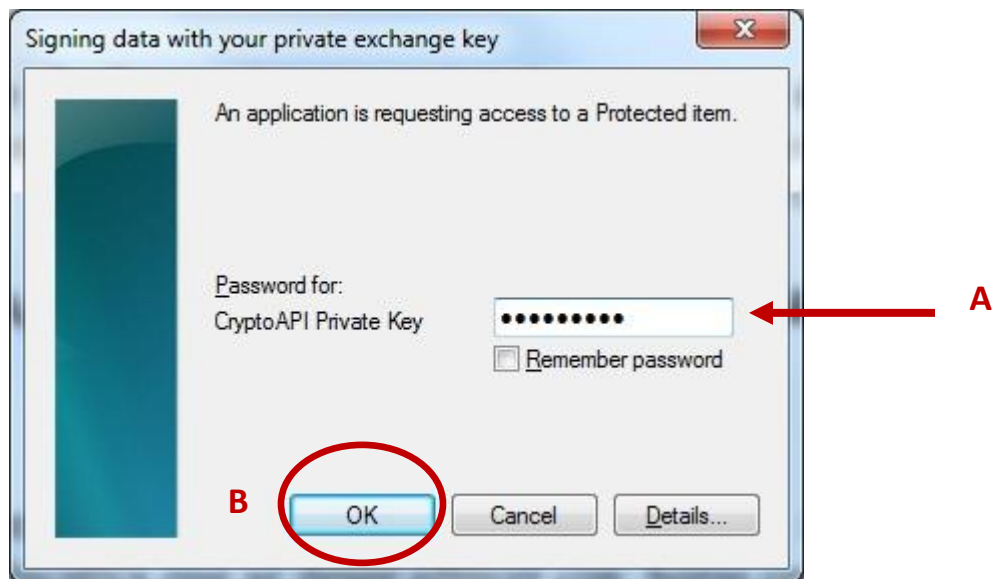 Signing data with your private exchange key
An application is requesting access to a Protected item.
Password for:
CryptoAPI Private Key
A
Remember password
B
OK
Cancel
Details...